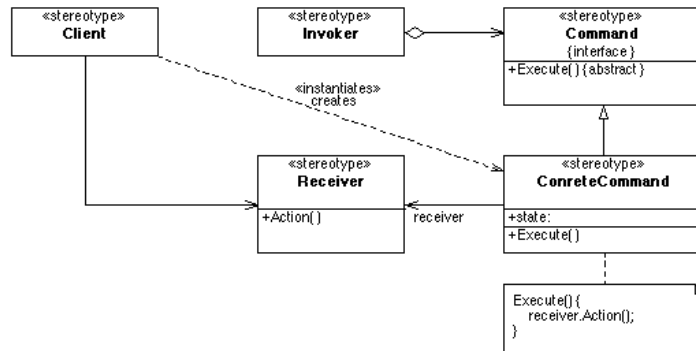 «stereotype»
Client
«stereotype»
Invoker
«stereotype»
Command
{interface}
+Execute(){abstract}
«instantiates»
creates
«stereotype»
Receiver
+Action()
receiver
«stereotype»
ConreteCommand
+state:
+Execute()
Execute(){
receiver.Action();
}